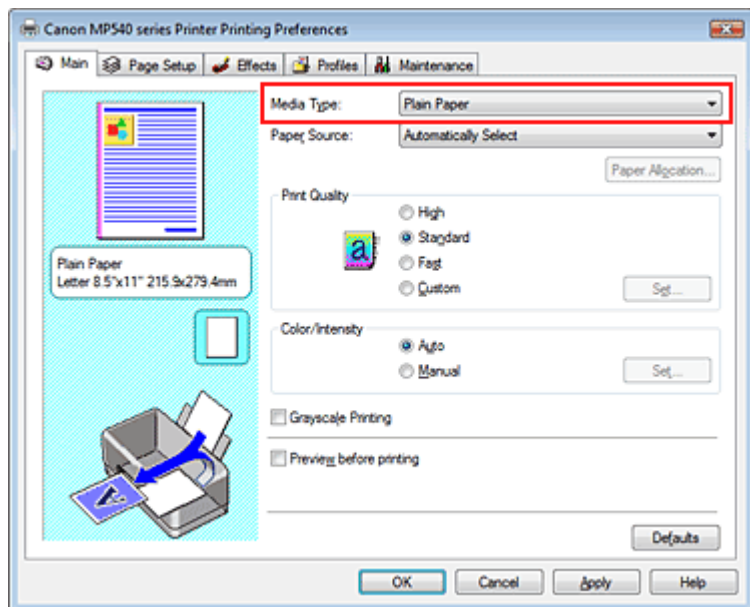 Canon MP540 series Printer Printing Preferences
Main Page Setup Effects Profiles Maintenance
Media Type: Plain Paper
Paper Source: Automatically Select
Paper Allocation...
Print Quality
High
a Standard
Fast
Custom Set...
Plain Paper
Letter 8.5"x11" 215.9x279.4mm
Color/Intensity
Auto
Manual Set...
Grayscale Printing
Preview before printing
Defaults
OK Cancel Apply Help